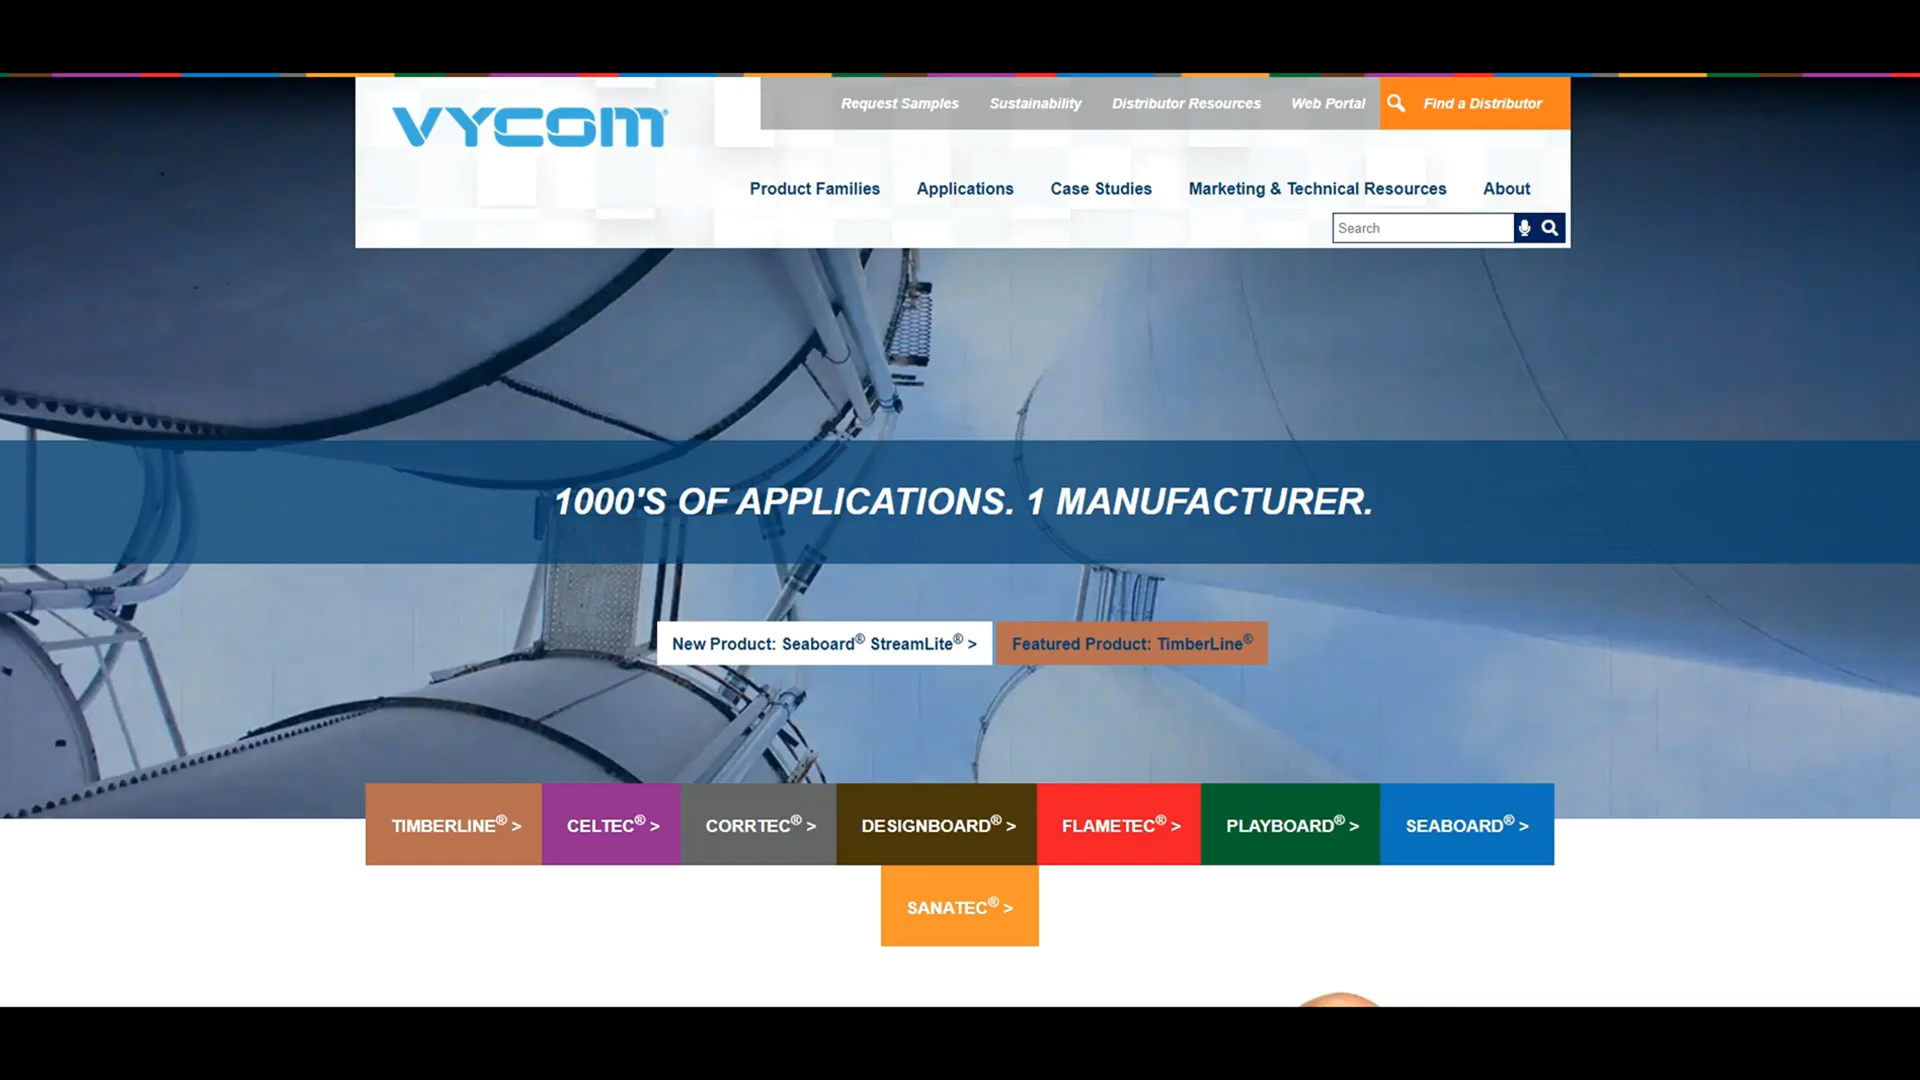 VYCOM®
Request Samples
Sustainability
Distributor Resources
Web Portal
Find a Distributor
Product Families
Applications
Case Studies
Marketing & Technical Resources
About
Search
1000'S OF APPLICATIONS. 1 MANUFACTURER.
New Product: Seaboard® StreamLite® >
Featured Product: TimberLine®
TIMBERLINE® >
CELTEC® >
CORRTEC® >
DESIGNBOARD® >
FLAMETEC® >
PLAYBOARD® >
SEABOARD® >
SANATEC® >